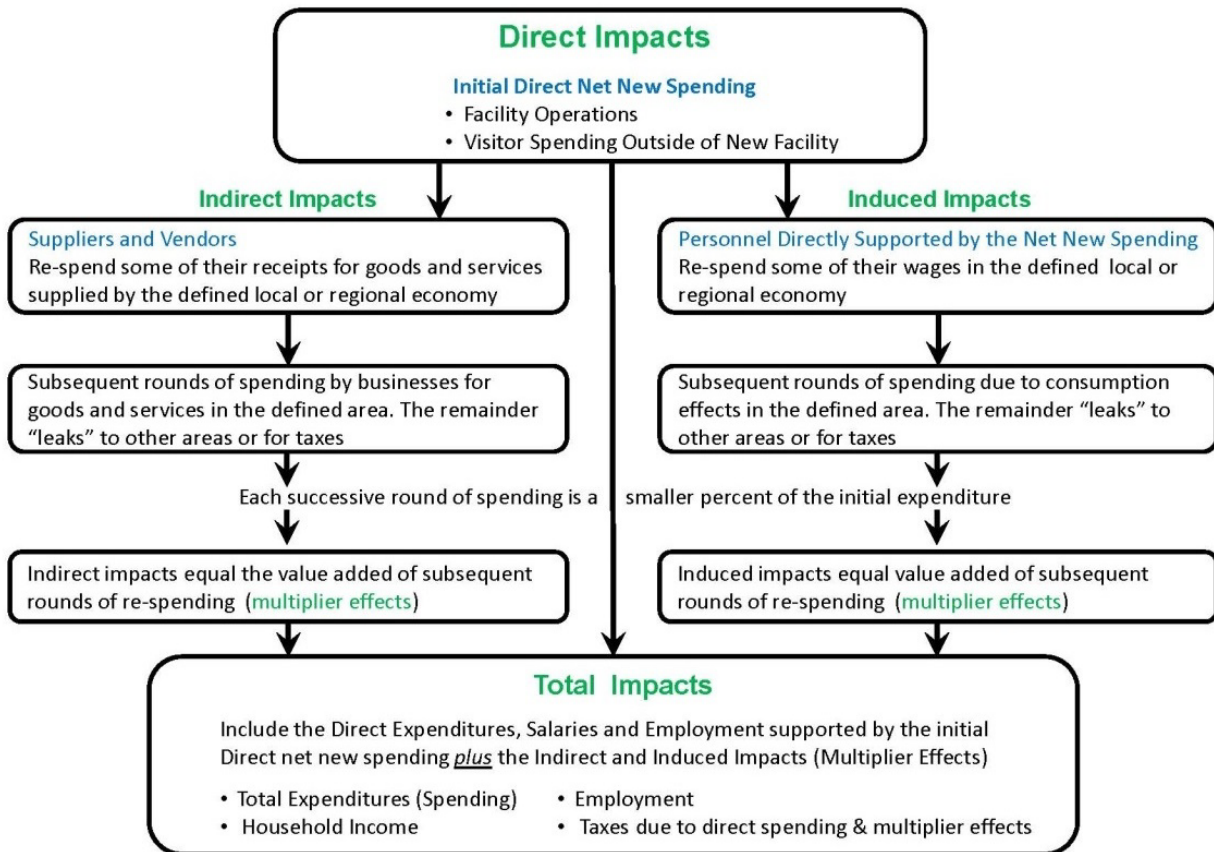 Direct Impacts
Initial Direct Net New Spending
• Facility Operations
• Visitor Spending Outside of New Facility
Indirect Impacts
Suppliers and Vendors
Re-spend some of their receipts for goods and services
supplied by the defined local or regional economy
Subsequent rounds of spending by businesses for
goods and services in the defined area. The remainder
“leaks” to other areas or for taxes
Induced Impacts
Personnel Directly Supported by the Net New Spending
Re-spend some of their wages in the defined local or
regional economy
Subsequent rounds of spending due to consumption
effects in the defined area. The remainder “leaks” to
other areas or for taxes
Each successive round of spending is a smaller percent of the initial expenditure
Indirect impacts equal the value added of subsequent
rounds of re-spending (multiplier effects)
Induced impacts equal value added of subsequent
rounds of re-spending (multiplier effects)
Total Impacts
Include the Direct Expenditures, Salaries and Employment supported by the initial
Direct net new spending plus the Indirect and Induced Impacts (Multiplier Effects)
• Total Expenditures (Spending)
• Household Income
• Employment
• Taxes due to direct spending & multiplier effects